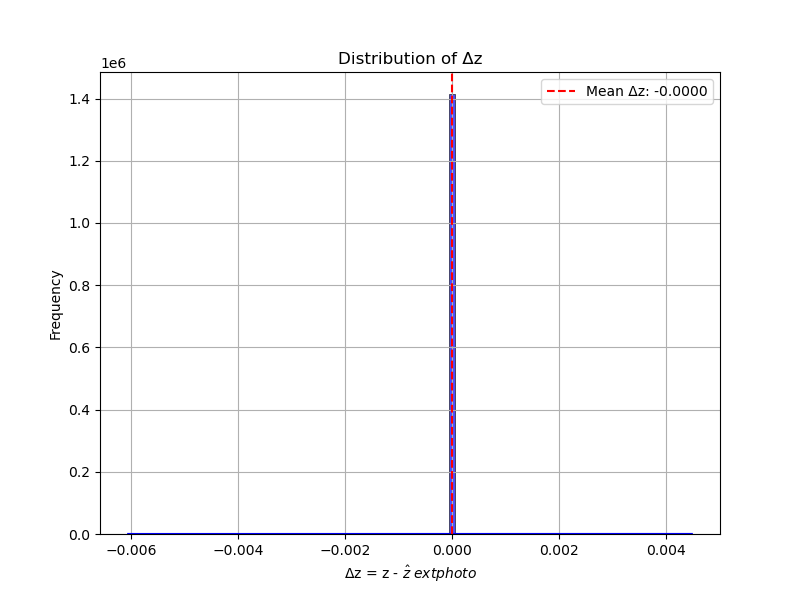 Distribution of Δz
1e6
Mean Δz: -0.0000
1.4
1.2
1.0
0.8
0.6
0.4
0.2
0.0
Frequency
−0.006
−0.004
−0.002
0.000
0.002
0.004
Δz = z - ẑ extphoto